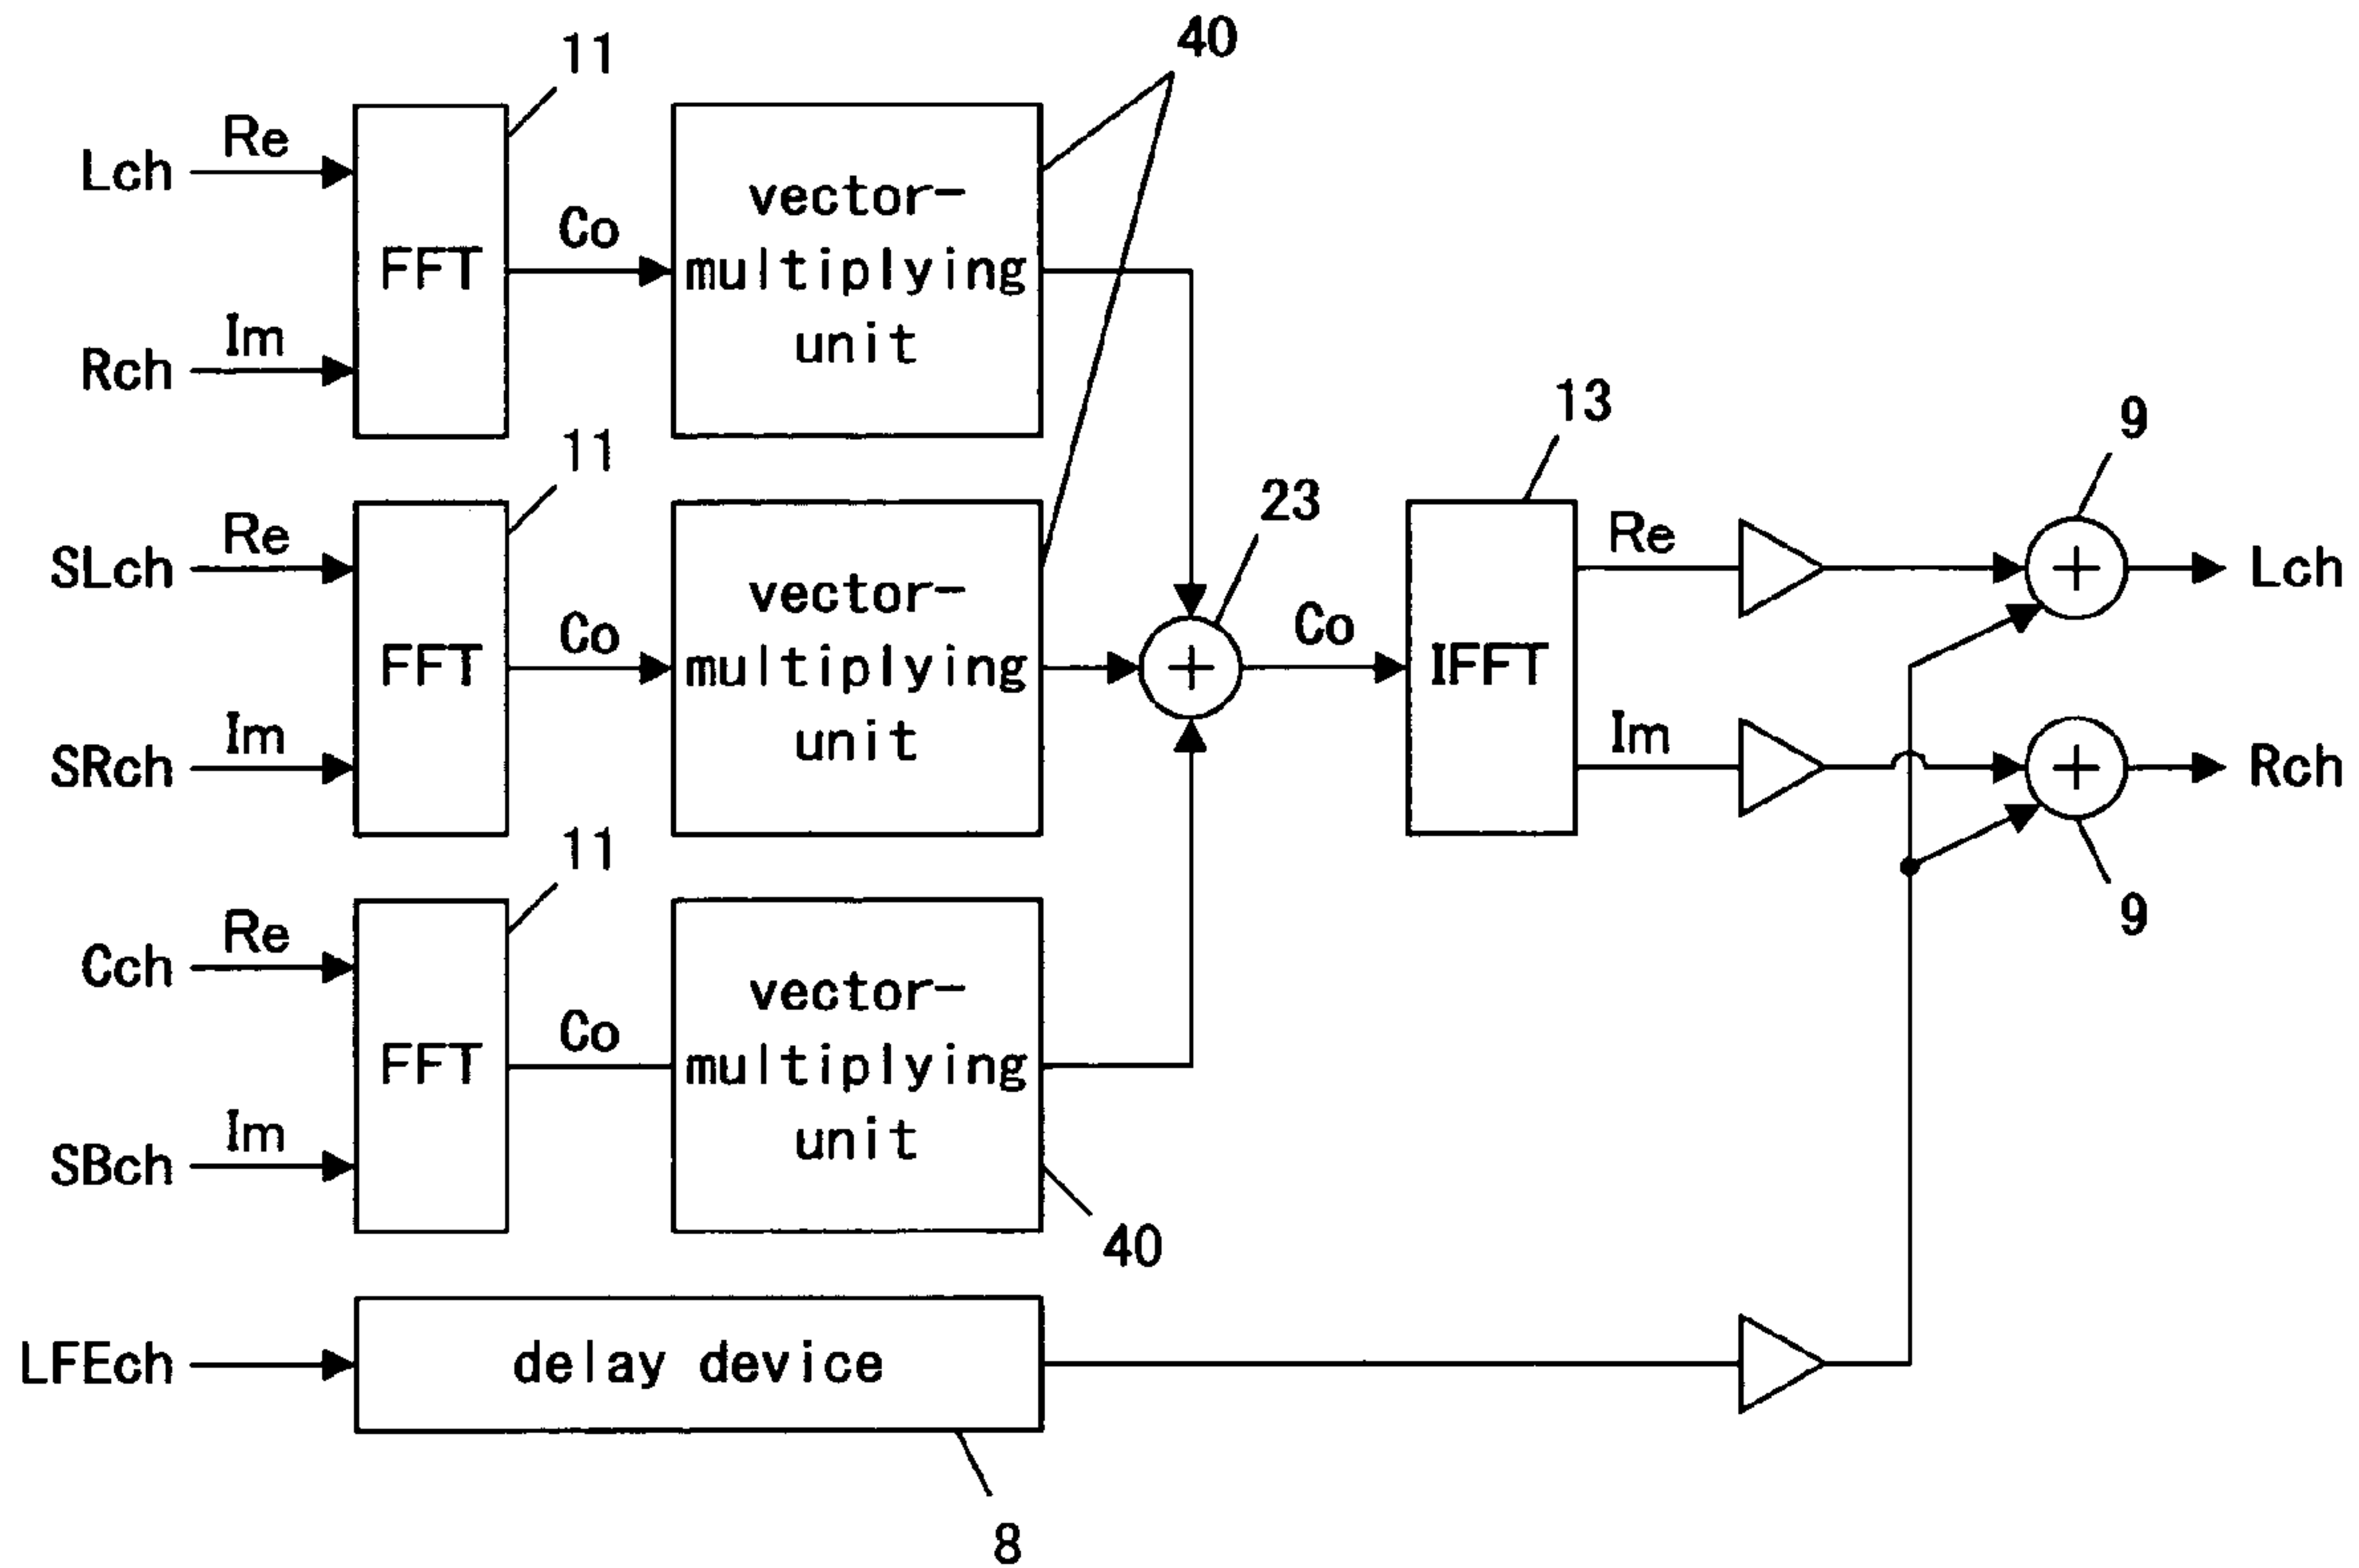 40
11
Re
Lch
FFT
Co
vector-
multiplying
unit
Im
Rch
13
9
11
23
Re
SLch
FFT
Co
vector-
multiplying
unit
Co
IFFT
Re
Lch
Im
SRch
Im
Rch
11
9
Re
Cch
FFT
Co
vector-
multiplying
unit
Im
SBch
40
LFEch
delay device
8